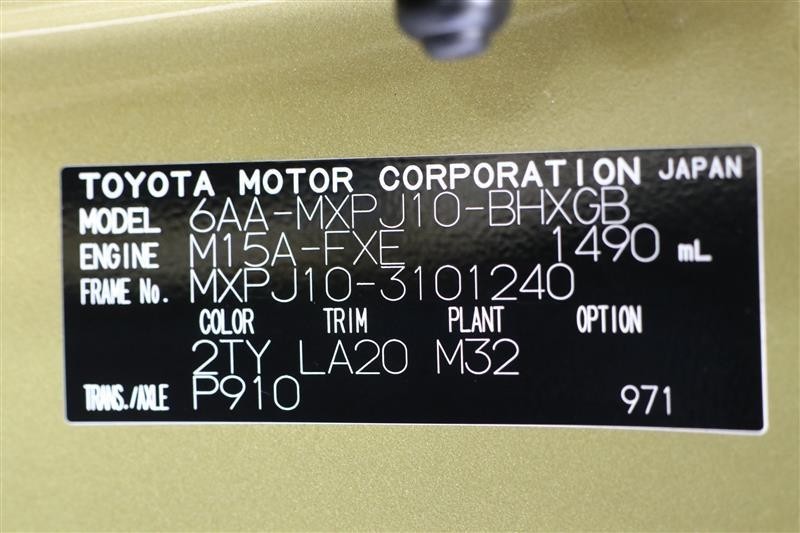 TOYOTA MOTOR CORPORATION JAPAN
MODEL 6AA-MXPJ10-BHXGB
ENGINE M15A-FXE 1490 mL
FRAME No. MXPJ10-3101240
COLOR TRIM PLANT OPTION
2TY LA20 M32
TRANS./AXLE P910 971